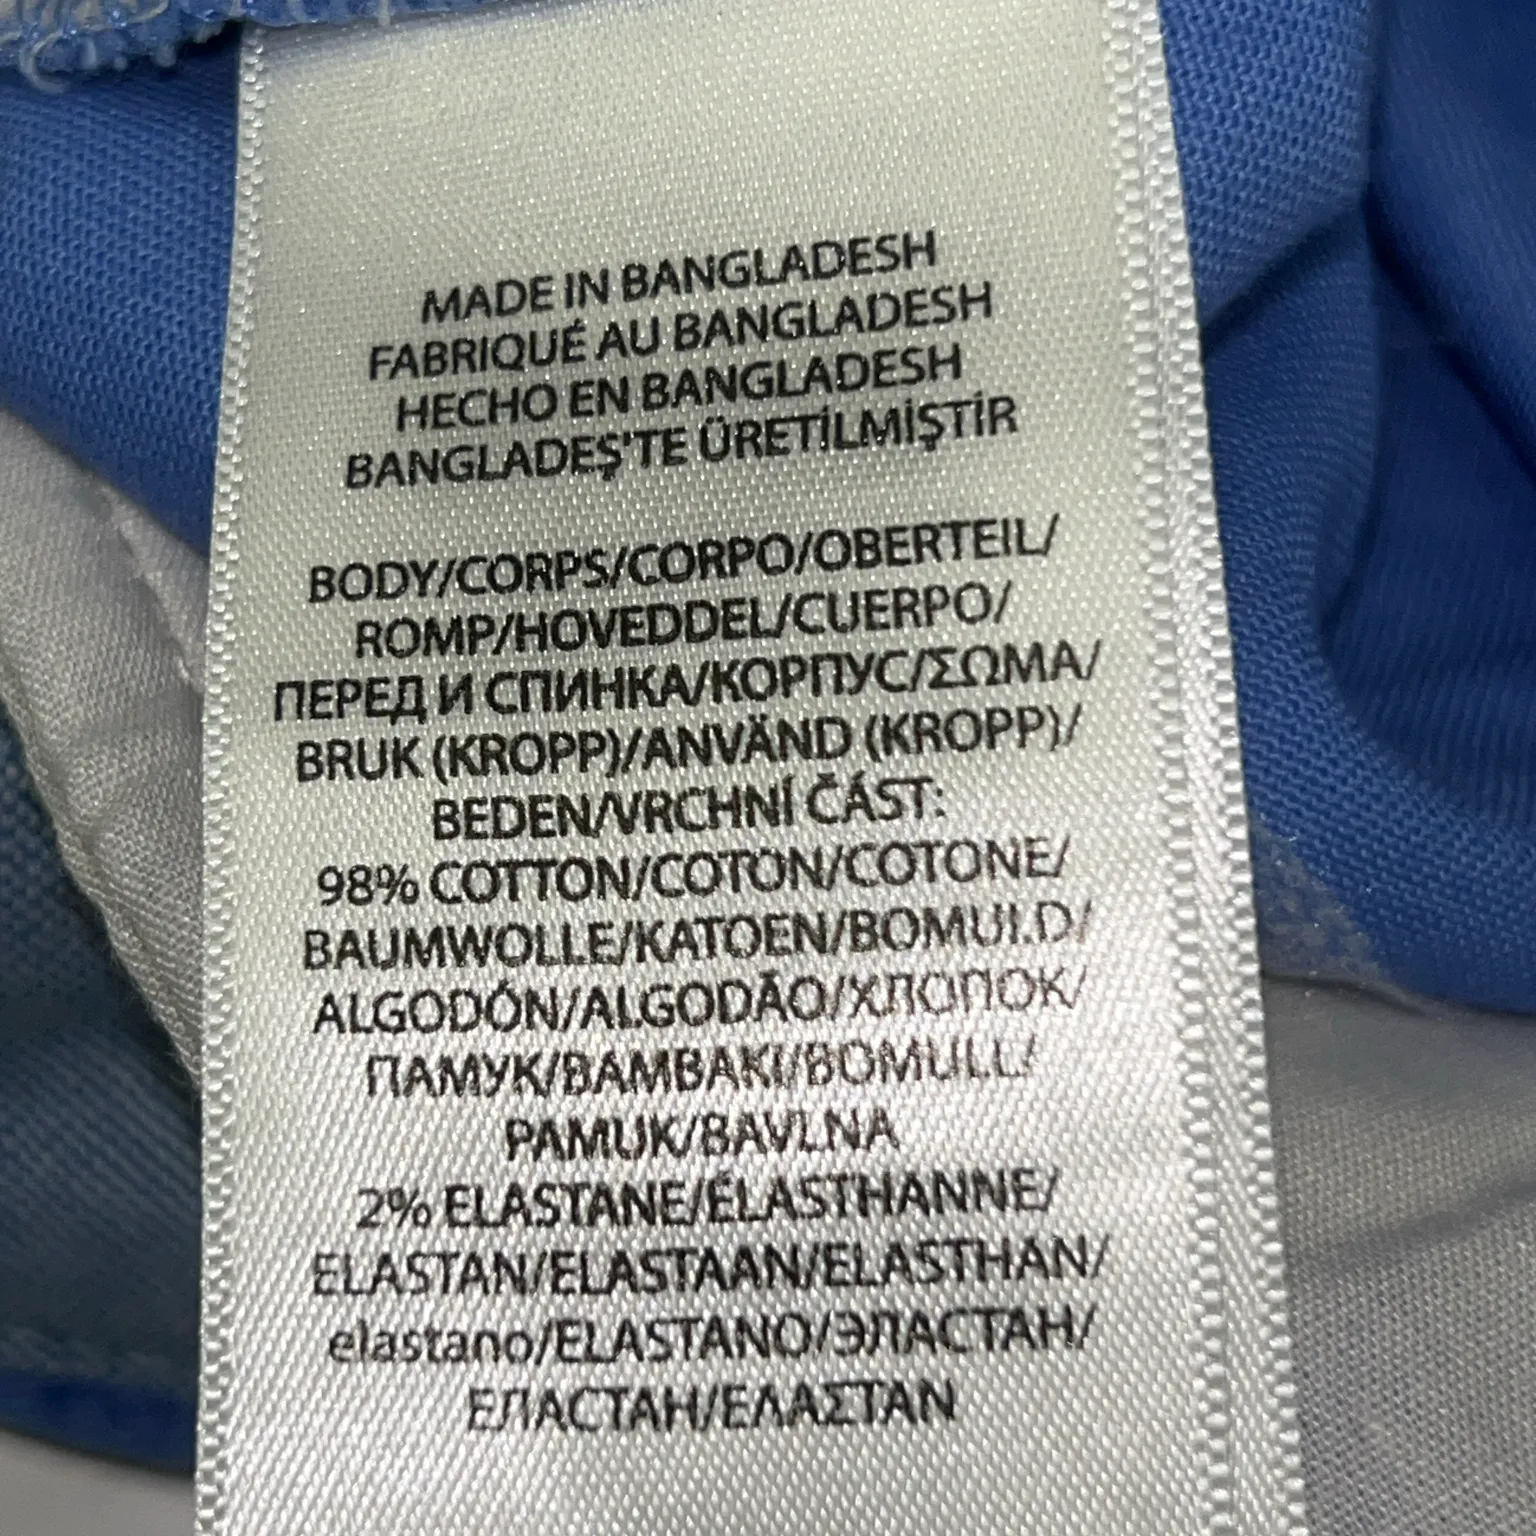 MADE IN BANGLADESH
FABRIQUÉ AU BANGLADESH
HECHO EN BANGLADESH
BANGLADEŞ'TE ÜRETİLMİŞTİR
BODY/CORPS/CORPO/OBERTEIL/
ROMP/HOVEDDEL/CUERPO/
ПЕРЕД И СПИНКА/КОРПУС/ΣΩΜΑ/
BRUK (KROPP)/ANVÄND (KROPP)/
BEDEN/VRCHNÍ ČÁST:
98% COTTON/COTON/COTONE/
BAUMWOLLE/KATOEN/BOMULD/
ALGODÓN/ALGODÃO/ХЛОПОК/
ПАМУК/ΒΑΜΒΑΚΙ/BOMULL/
PAMUK/BAVLNA
2% ELASTANE/ÉLASTHANNE/
ELASTAN/ELASTAAN/ELASTHAN/
elastano/ELASTANO/ЭЛАСТАН/
ЕЛАСТАН/ΕΛΑΣΤΑΝ